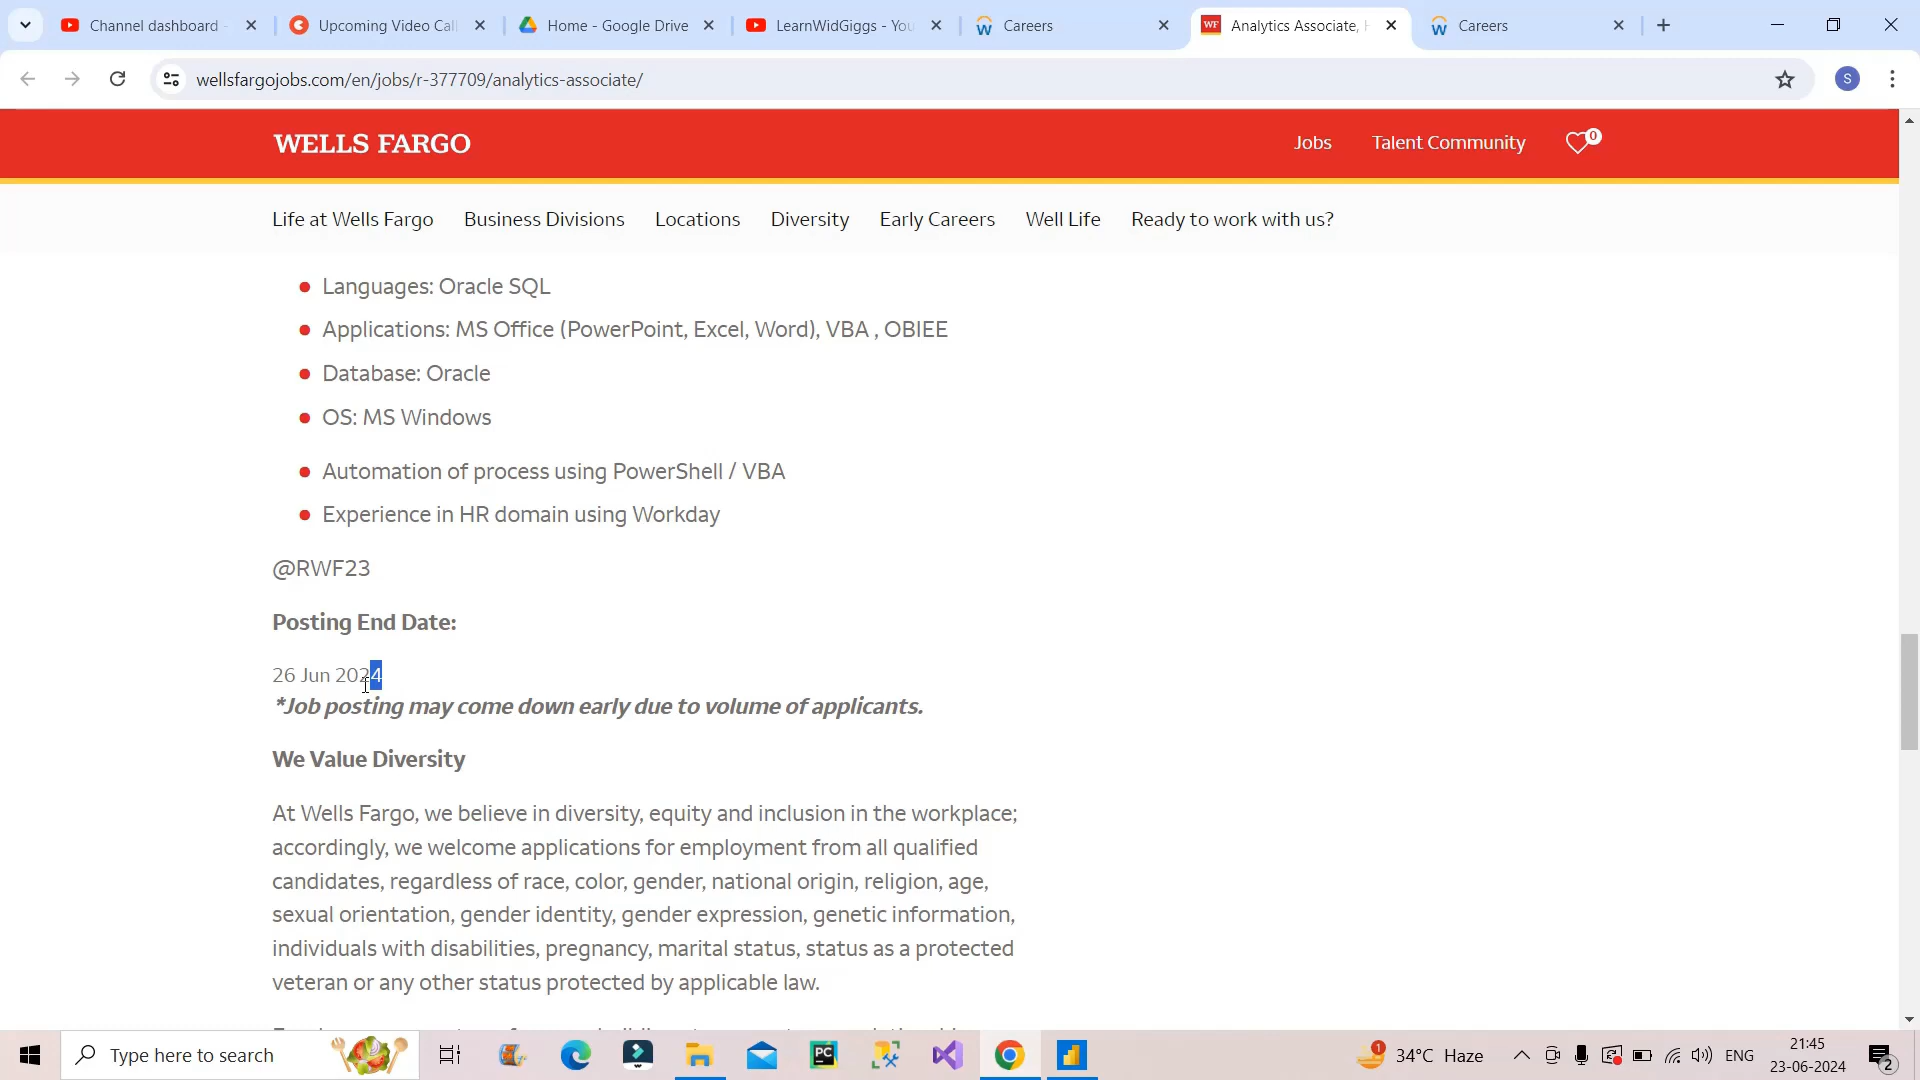 Channel dashboard -
Upcoming Video Cal
Home - Google Drive
LearnWidGiggs - You
Careers
WF
Analytics Associate,
Careers
wellsfargojobs.com/en/jobs/r-377709/analytics-associate/
S
WELLS FARGO
Jobs
Talent Community
0
Life at Wells Fargo
Business Divisions
Locations
Diversity
Early Careers
Well Life
Ready to work with us?
Languages: Oracle SQL
Applications: MS Office (PowerPoint, Excel, Word), VBA , OBIEE
Database: Oracle
OS: MS Windows
Automation of process using PowerShell / VBA
Experience in HR domain using Workday
@RWF23
Posting End Date:
26 Jun 2024
*Job posting may come down early due to volume of applicants.
We Value Diversity
At Wells Fargo, we believe in diversity, equity and inclusion in the workplace;
accordingly, we welcome applications for employment from all qualified
candidates, regardless of race, color, gender, national origin, religion, age,
sexual orientation, gender identity, gender expression, genetic information,
individuals with disabilities, pregnancy, marital status, status as a protected
veteran or any other status protected by applicable law.
Type here to search
PC
1
34°C Haze
ENG
21:45
23-06-2024
2